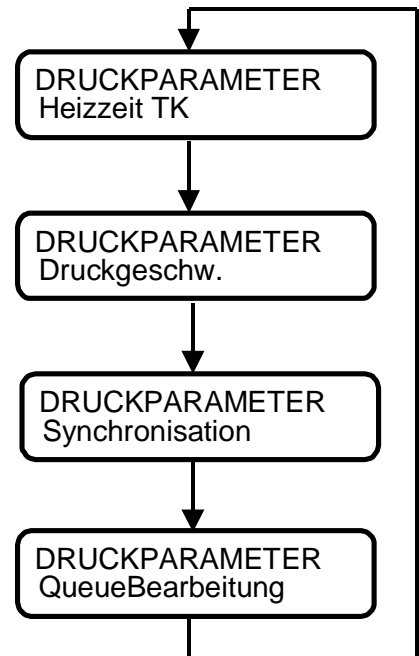 DRUCKPARAMETER
Heizzeit TK
DRUCKPARAMETER
Druckgeschw.
DRUCKPARAMETER
Synchronisation
DRUCKPARAMETER
QueueBearbeitung